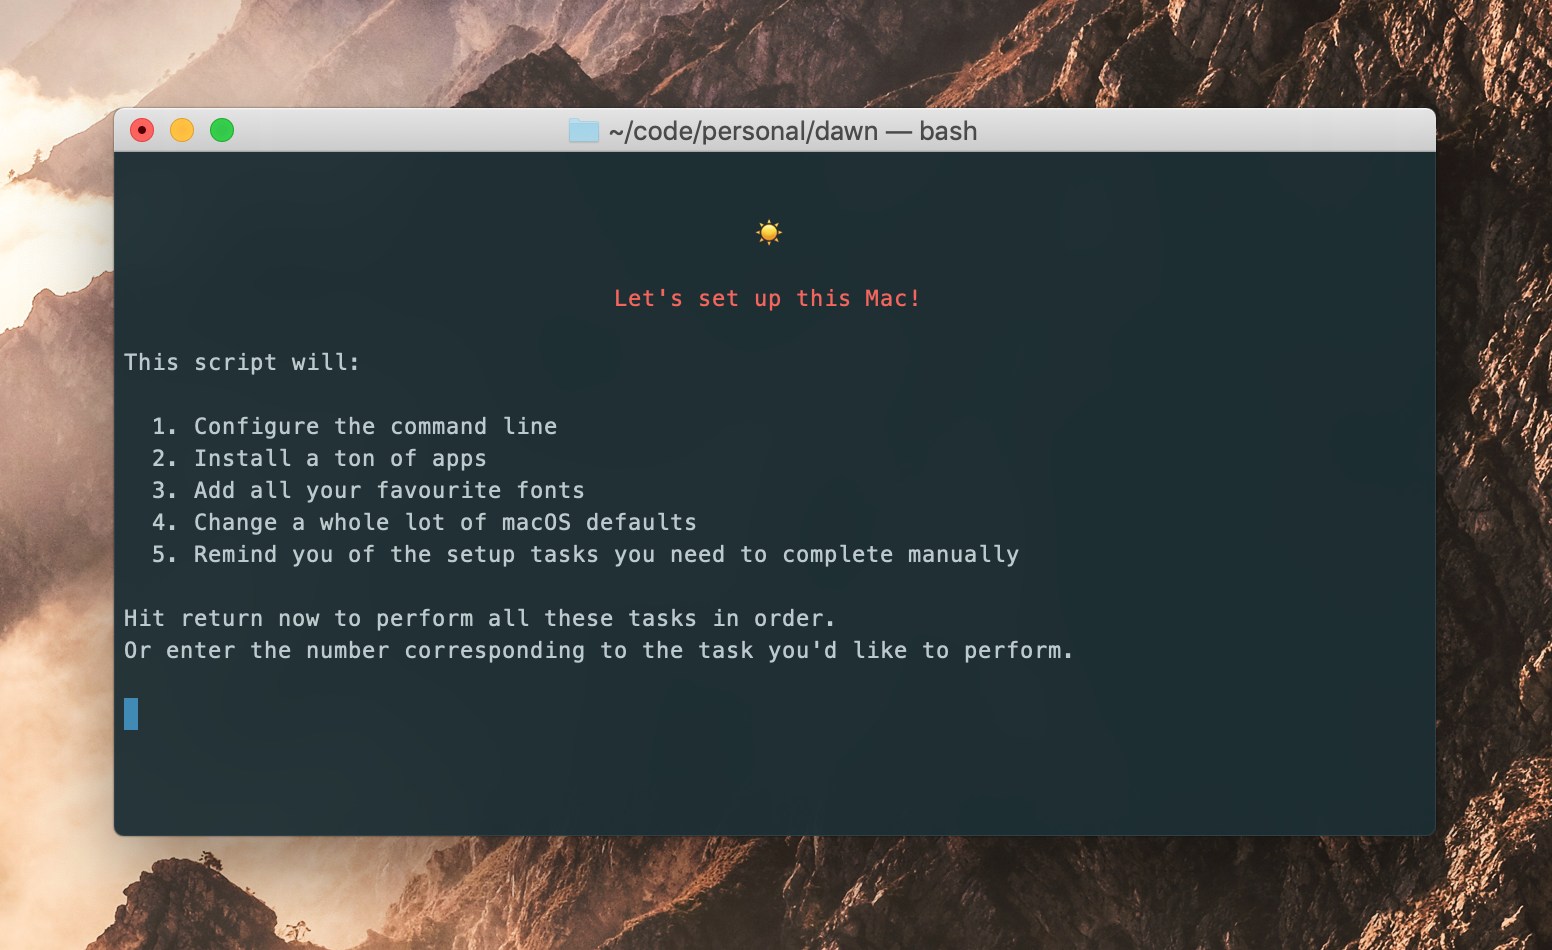 ~/code/personal/dawn — bash
Let's set up this Mac!
This script will:
1. Configure the command line
2. Install a ton of apps
3. Add all your favourite fonts
4. Change a whole lot of macOS defaults
5. Remind you of the setup tasks you need to complete manually
Hit return now to perform all these tasks in order.
Or enter the number corresponding to the task you'd like to perform.